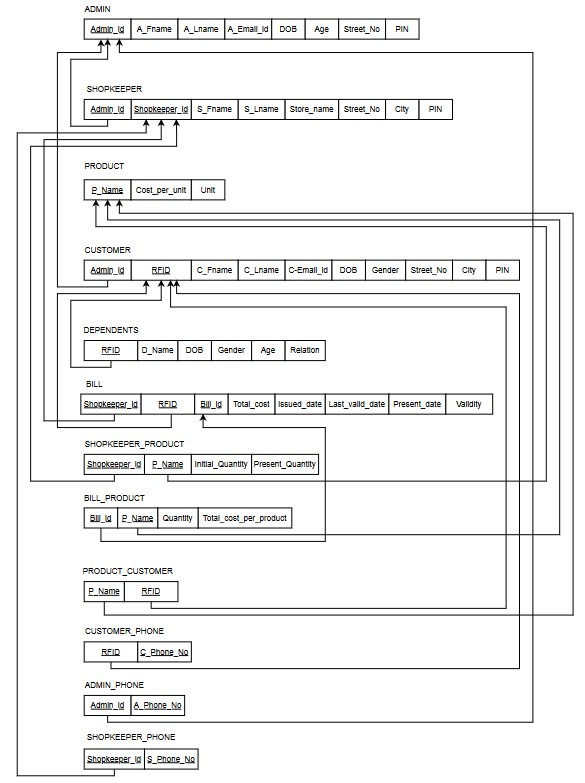 ADMIN
Admin_Id A_Fname A_Lname A_Email_Id DOB Age Street_No PIN
SHOPKEEPER
Admin_Id Shopkeeper_Id S_Fname S_Lname Store_name Street_No City PIN
PRODUCT
P_Name Cost_per_unit Unit
CUSTOMER
Admin_Id RFID C_Fname C_Lname C-Email_Id DOB Gender Street_No City PIN
DEPENDENTS
RFID D_Name DOB Gender Age Relation
BILL
Shopkeeper_Id RFID Bill_Id Total_cost Issued_date Last_valid_date Present_date Validity
SHOPKEEPER_PRODUCT
Shopkeeper_Id P_Name Initial_Quantity Present_Quantity
BILL_PRODUCT
Bill_Id P_Name Quantity Total_cost_per_product
PRODUCT_CUSTOMER
P_Name RFID
CUSTOMER_PHONE
RFID C_Phone_No
ADMIN_PHONE
Admin_Id A_Phone_No
SHOPKEEPER_PHONE
Shopkeeper_Id S_Phone_No